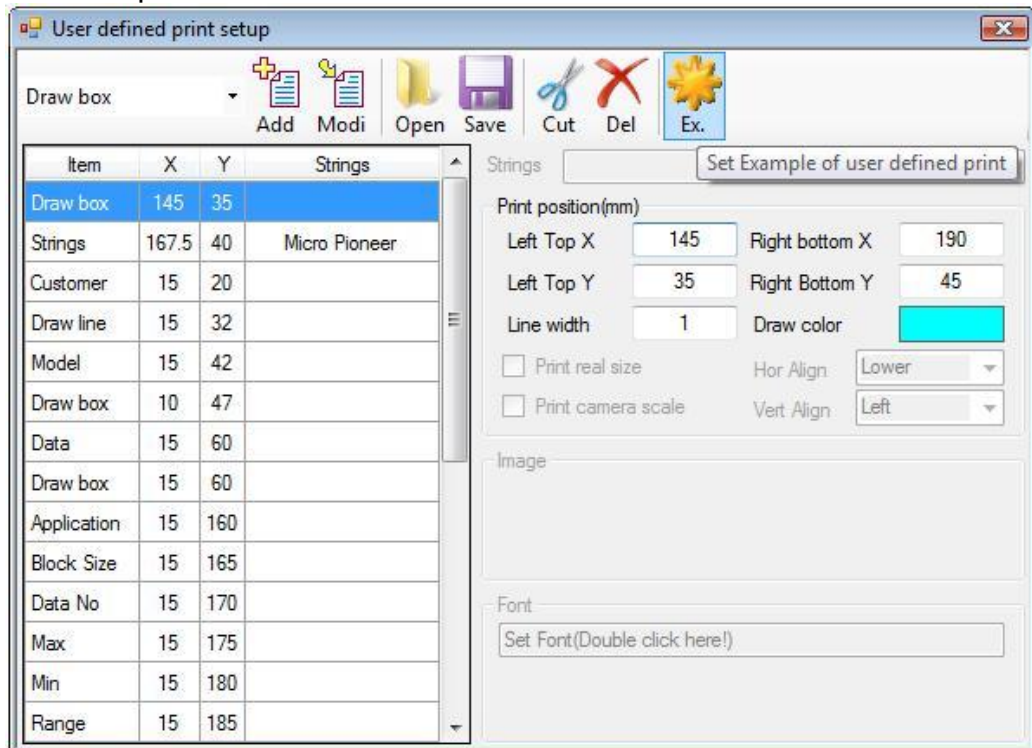 User defined print setup
Draw box
Add Modi Open Save Cut Del Ex.
Set Example of user defined print
Item X Y Strings
Draw box 145 35
Strings 167.5 40 Micro Pioneer
Customer 15 20
Draw line 15 32
Model 15 42
Draw box 10 47
Data 15 60
Draw box 15 60
Application 15 160
Block Size 15 165
Data No 15 170
Max 15 175
Min 15 180
Range 15 185
Strings
Print position(mm)
Left Top X 145 Right bottom X 190
Left Top Y 35 Right Bottom Y 45
Line width 1 Draw color
Print real size Hor Align Lower
Print camera scale Vert Align Left
Image
Font
Set Font(Double click here!)